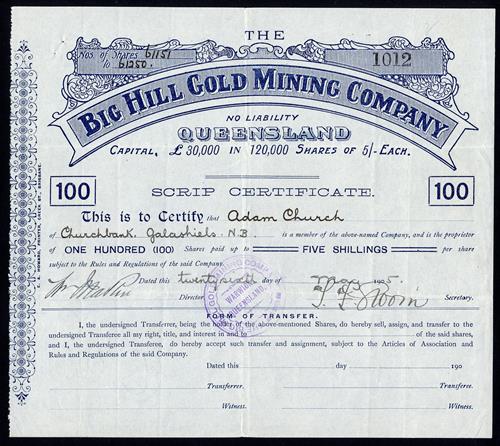 THE
Nos. of Shares 61151
to 61250.
1012
BIG HILL GOLD MINING COMPANY
NO LIABILITY
QUEENSLAND
CAPITAL, £30,000 IN 120,000 SHARES OF 5/- EACH.
100
100
SCRIP CERTIFICATE.
This is to Certify that Adam Church
of Churchbank. Galashiels. N.B. is a member of the above-named Company, and is the proprietor
of ONE HUNDRED (100) Shares paid up to FIVE SHILLINGS per share
subject to the Rules and Regulations of the said Company.
Dated this twenty sixth day of 1905.
Director Secretary.
FORM OF TRANSFER.
I, the undersigned Transferrer, being the holder of the above-mentioned Shares, do hereby sell, assign, and transfer to the
undersigned Transferree all my right, title, and interest in and to of the said shares,
and I, the undersigned Transferee, do hereby accept such transfer and assignment, subject to the Articles of Association and
Rules and Regulations of the said Company.
Dated this day 190
Transferrer. Transferee.
Witness. Witness.